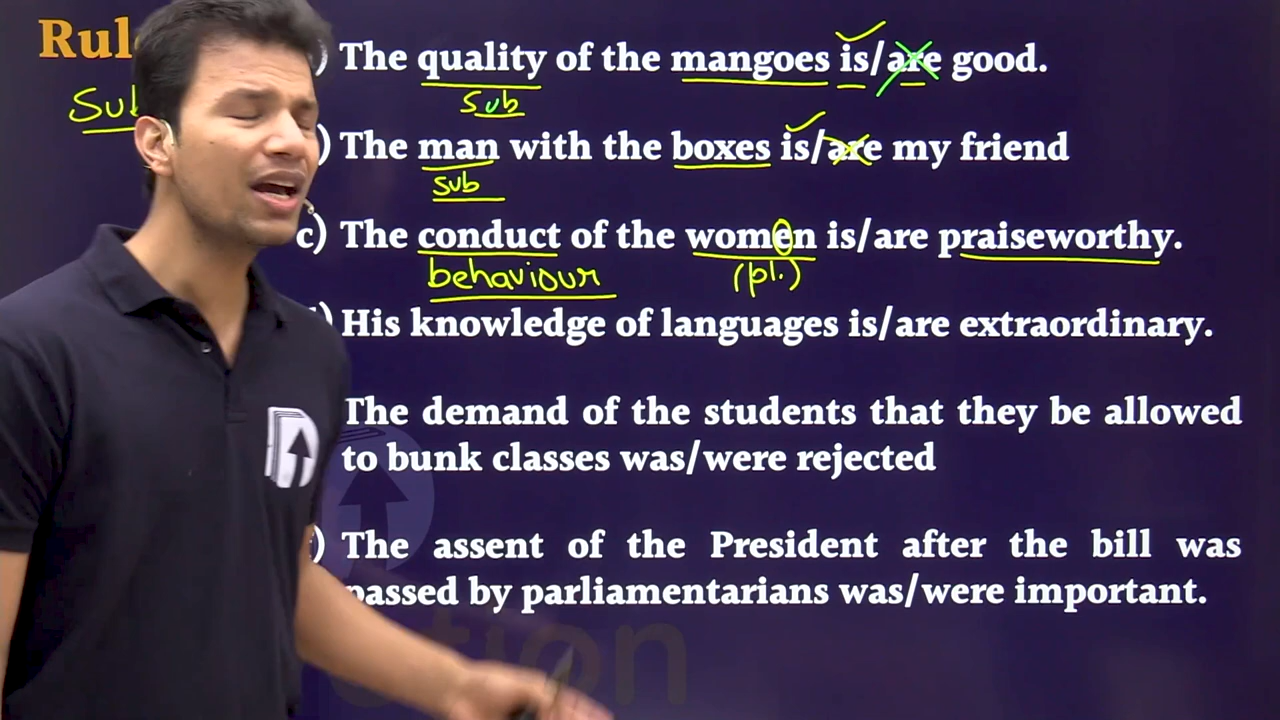 Rul
) The quality of the mangoes is/are good.
Sub
sub
) The man with the boxes is/are my friend
sub
c) The conduct of the women is/are praiseworthy.
behaviour (pl.)
) His knowledge of languages is/are extraordinary.
The demand of the students that they be allowed
to bunk classes was/were rejected
) The assent of the President after the bill was
passed by parliamentarians was/were important.
tion